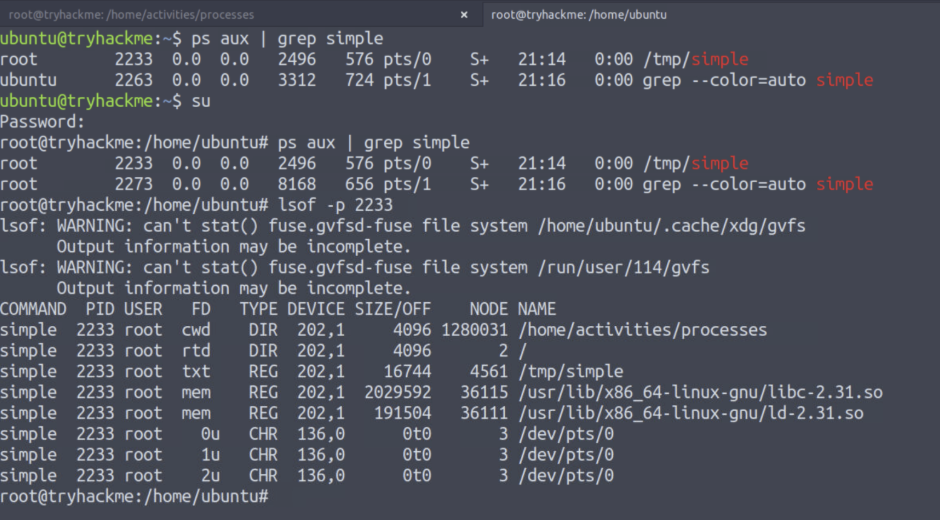 root@tryhackme: /home/activities/processes × root@tryhackme: /home/ubuntu
ubuntu@tryhackme:~$ ps aux | grep simple
root        2233  0.0  0.0   2496   576 pts/0    S+   21:14   0:00 /tmp/simple
ubuntu      2263  0.0  0.0   3312   724 pts/1    S+   21:16   0:00 grep --color=auto simple
ubuntu@tryhackme:~$ su
Password:
root@tryhackme:/home/ubuntu# ps aux | grep simple
root        2233  0.0  0.0   2496   576 pts/0    S+   21:14   0:00 /tmp/simple
root        2273  0.0  0.0   8168   656 pts/1    S+   21:16   0:00 grep --color=auto simple
root@tryhackme:/home/ubuntu# lsof -p 2233
lsof: WARNING: can't stat() fuse.gvfsd-fuse file system /home/ubuntu/.cache/xdg/gvfs
      Output information may be incomplete.
lsof: WARNING: can't stat() fuse.gvfsd-fuse file system /run/user/114/gvfs
      Output information may be incomplete.
COMMAND  PID USER   FD   TYPE DEVICE SIZE/OFF    NODE NAME
simple  2233 root  cwd    DIR  202,1     4096 1280031 /home/activities/processes
simple  2233 root  rtd    DIR  202,1     4096       2 /
simple  2233 root  txt    REG  202,1    16744    4561 /tmp/simple
simple  2233 root  mem    REG  202,1  2029592   36115 /usr/lib/x86_64-linux-gnu/libc-2.31.so
simple  2233 root  mem    REG  202,1   191504   36111 /usr/lib/x86_64-linux-gnu/ld-2.31.so
simple  2233 root    0u   CHR  136,0      0t0       3 /dev/pts/0
simple  2233 root    1u   CHR  136,0      0t0       3 /dev/pts/0
simple  2233 root    2u   CHR  136,0      0t0       3 /dev/pts/0
root@tryhackme:/home/ubuntu#